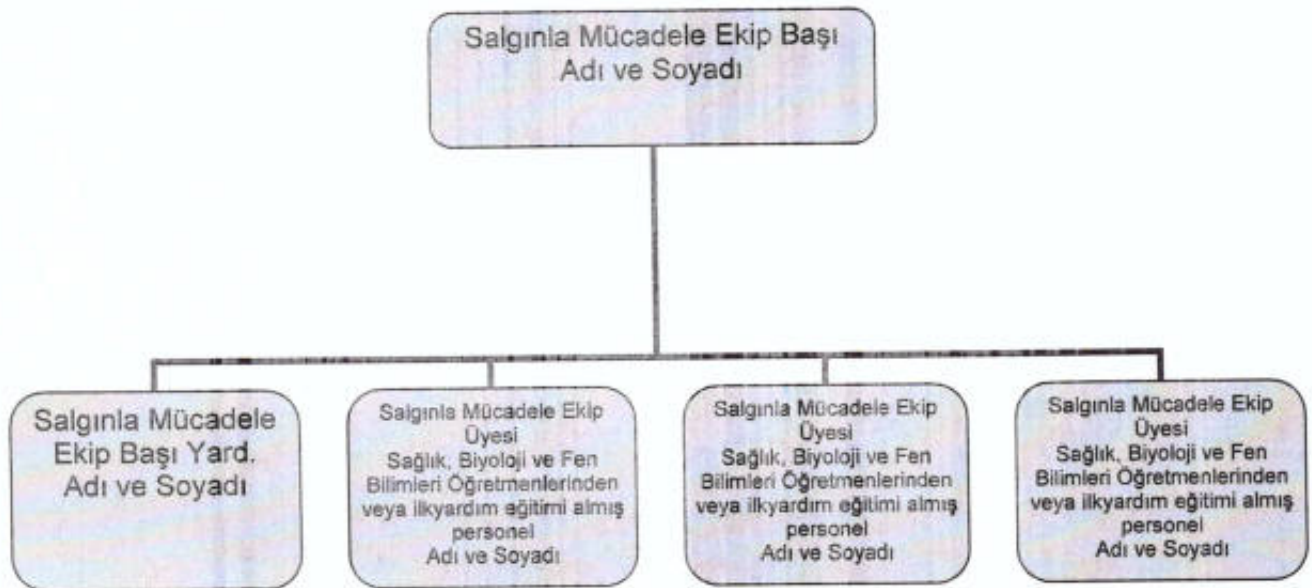 Salgınla Mücadele Ekip Başı
Adı ve Soyadı
Salgınla Mücadele
Ekip Başı Yard.
Adı ve Soyadı
Salgınla Mücadele Ekip
Üyesi
Sağlık, Biyoloji ve Fen
Bilimleri Öğretmenlerinden
veya ilkyardım eğitimi almış
personel
Adı ve Soyadı
Salgınla Mücadele Ekip
Üyesi
Sağlık, Biyoloji ve Fen
Bilimleri Öğretmenlerinden
veya ilkyardım eğitimi almış
personel
Adı ve Soyadı
Salgınla Mücadele Ekip
Üyesi
Sağlık, Biyoloji ve Fen
Bilimleri Öğretmenlerinden
veya ilkyardım eğitimi almış
personel
Adı ve Soyadı